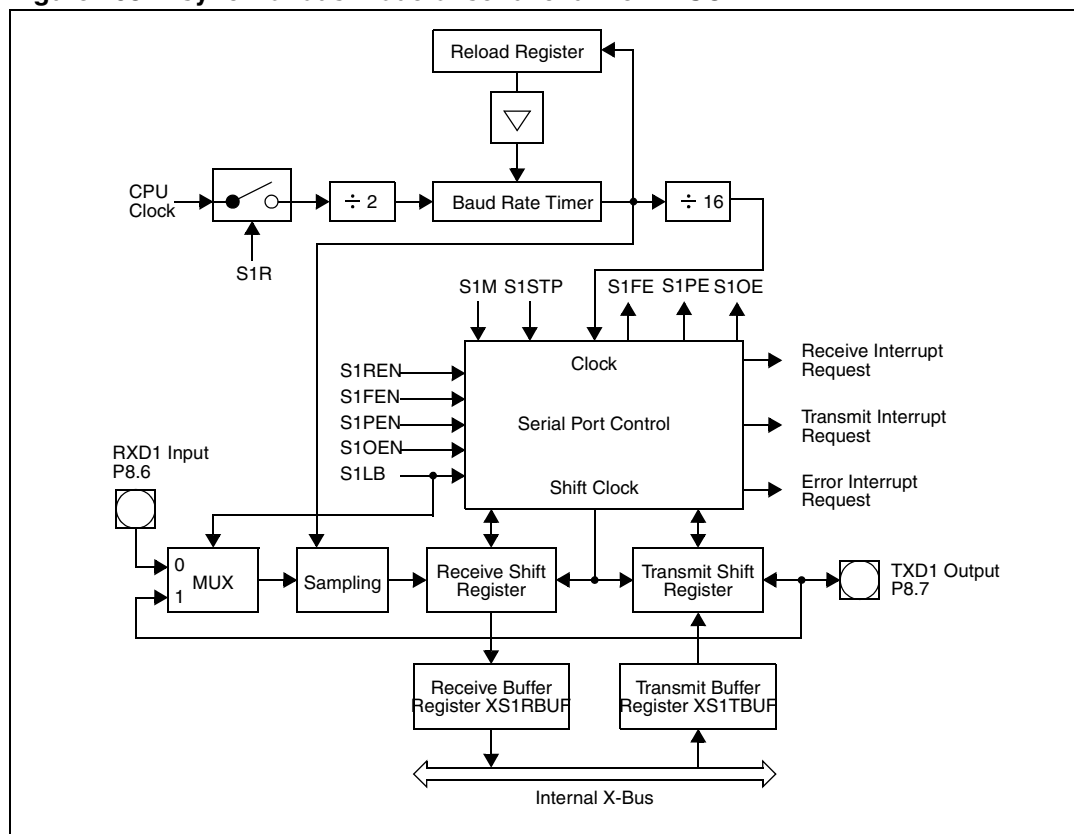 Reload Register
CPU
Clock
÷ 2
Baud Rate Timer
÷ 16
S1R
S1M
S1STP
S1FE
S1PE
S1OE
Clock
S1REN
S1FEN
S1PEN
S1OEN
S1LB
Serial Port Control
Shift Clock
Receive Interrupt
Request
Transmit Interrupt
Request
Error Interrupt
Request
RXD1 Input
P8.6
0
MUX
1
Sampling
Receive Shift
Register
Transmit Shift
Register
TXD1 Output
P8.7
Receive Buffer
Register XS1RBUF
Transmit Buffer
Register XS1TBUF
Internal X-Bus